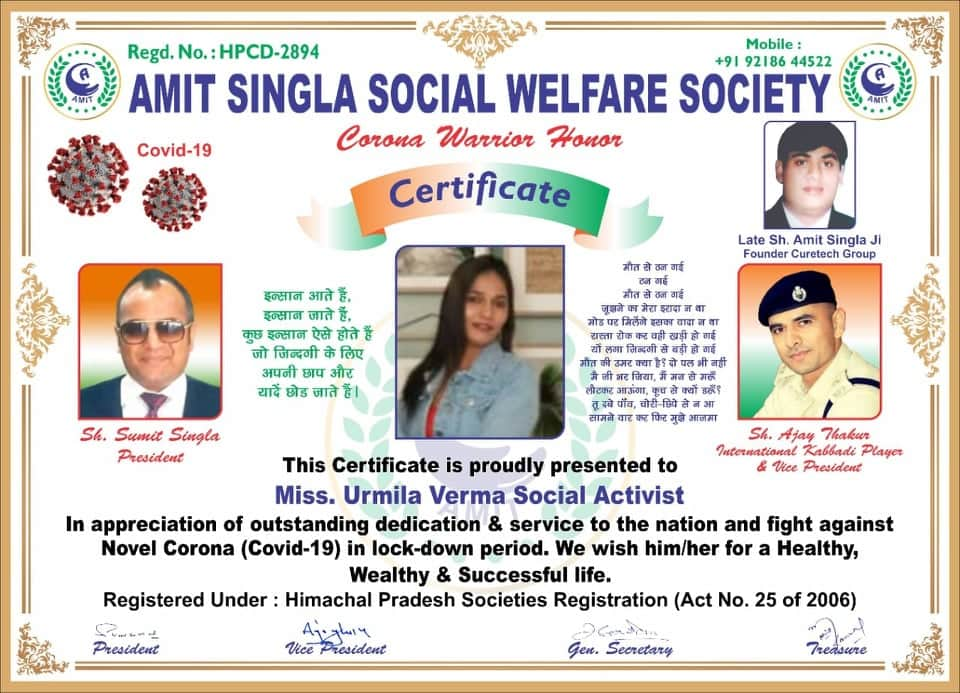 Regd. No. : HPCD-2894
Mobile :
+91 92186 44522
AMIT SINGLA SOCIAL WELFARE SOCIETY
A
AMIT
A
AMIT
Corona Warrior Honor
Covid-19
Certificate
Late Sh. Amit Singla Ji
Founder Curetech Group
इन्सान आते हैं,
इन्सान जाते हैं,
कुछ इन्सान ऐसे होते हैं
जो जिन्दगी के लिए
अपनी छाप और
यादें छोड जाते हैं।
मौत से ठन गई
ठन गई
मौत से ठन गई
जूझने का मेरा इरादा न था
मोड पर मिलेंगे इसका वादा न था
रास्ता रोक कर वही खड़ी हो गई
यों लगा जिन्दगी से बड़ी हो गई
मौत की उमर क्या है? दो पल भी नहीं
मै जी भर जिया, मैं मन से मरूँ
लौटकर आऊंगा, कूच से क्यों डरूँ?
तू दबे पाँव, चोरी-छिपे से न आ
सामने वार कर फिर मुझे आजमा
Sh. Sumit Singla
President
Sh. Ajay Thakur
International Kabbadi Player
& Vice President
This Certificate is proudly presented to
Miss. Urmila Verma Social Activist
AMIT
In appreciation of outstanding dedication & service to the nation and fight against
Novel Corona (Covid-19) in lock-down period. We wish him/her for a Healthy,
Wealthy & Successful life.
Registered Under : Himachal Pradesh Societies Registration (Act No. 25 of 2006)
President
Vice President
Gen. Secretary
Treasure